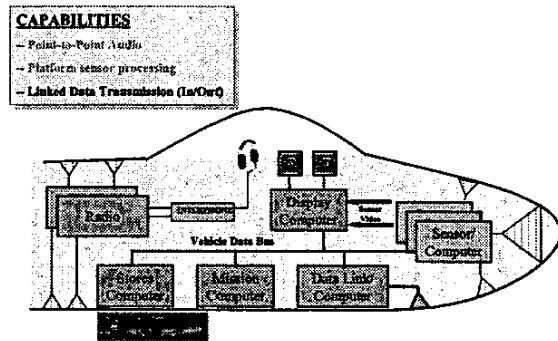 CAPABILITIES
– Point-to-Point Audio
– Platform sensor processing
– Linked Data Transmission (In/Out)
Radio
Display
Computer
Sensor
Video
Sensor/
Computer
Vehicle Data Bus
Stores
Computer
Mission
Computer
Data Link/
Computer